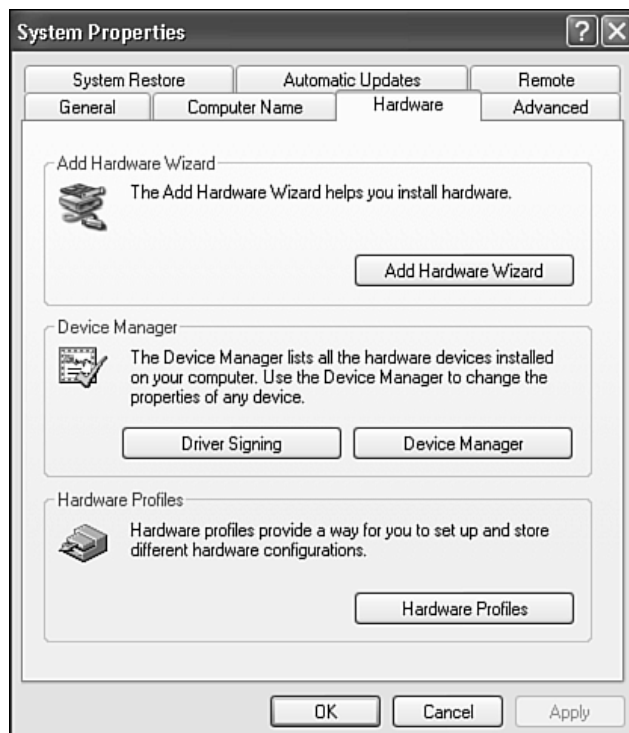 System Properties
System Restore Automatic Updates Remote
General Computer Name Hardware Advanced
Add Hardware Wizard
The Add Hardware Wizard helps you install hardware.
Add Hardware Wizard
Device Manager
The Device Manager lists all the hardware devices installed
on your computer. Use the Device Manager to change the
properties of any device.
Driver Signing Device Manager
Hardware Profiles
Hardware profiles provide a way for you to set up and store
different hardware configurations.
Hardware Profiles
OK Cancel Apply